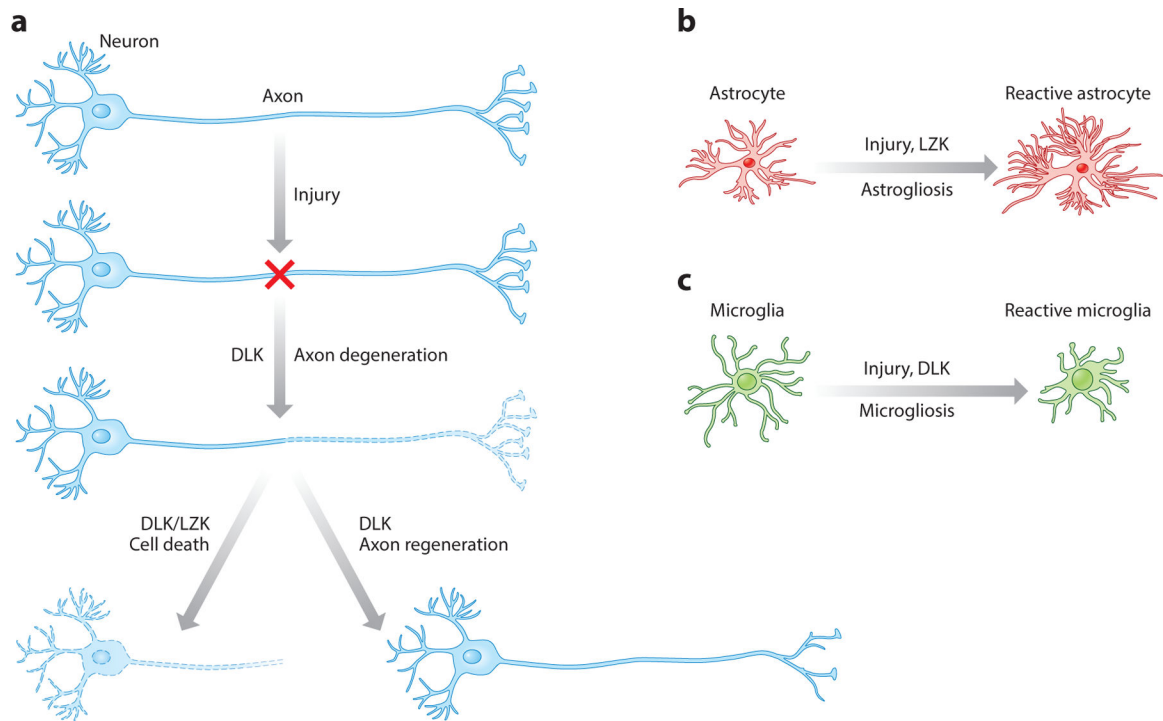 a
Neuron
Axon
Injury
DLK
Axon degeneration
DLK/LZK
Cell death
DLK
Axon regeneration
b
Astrocyte
Reactive astrocyte
Injury, LZK
Astrogliosis
c
Microglia
Reactive microglia
Injury, DLK
Microgliosis